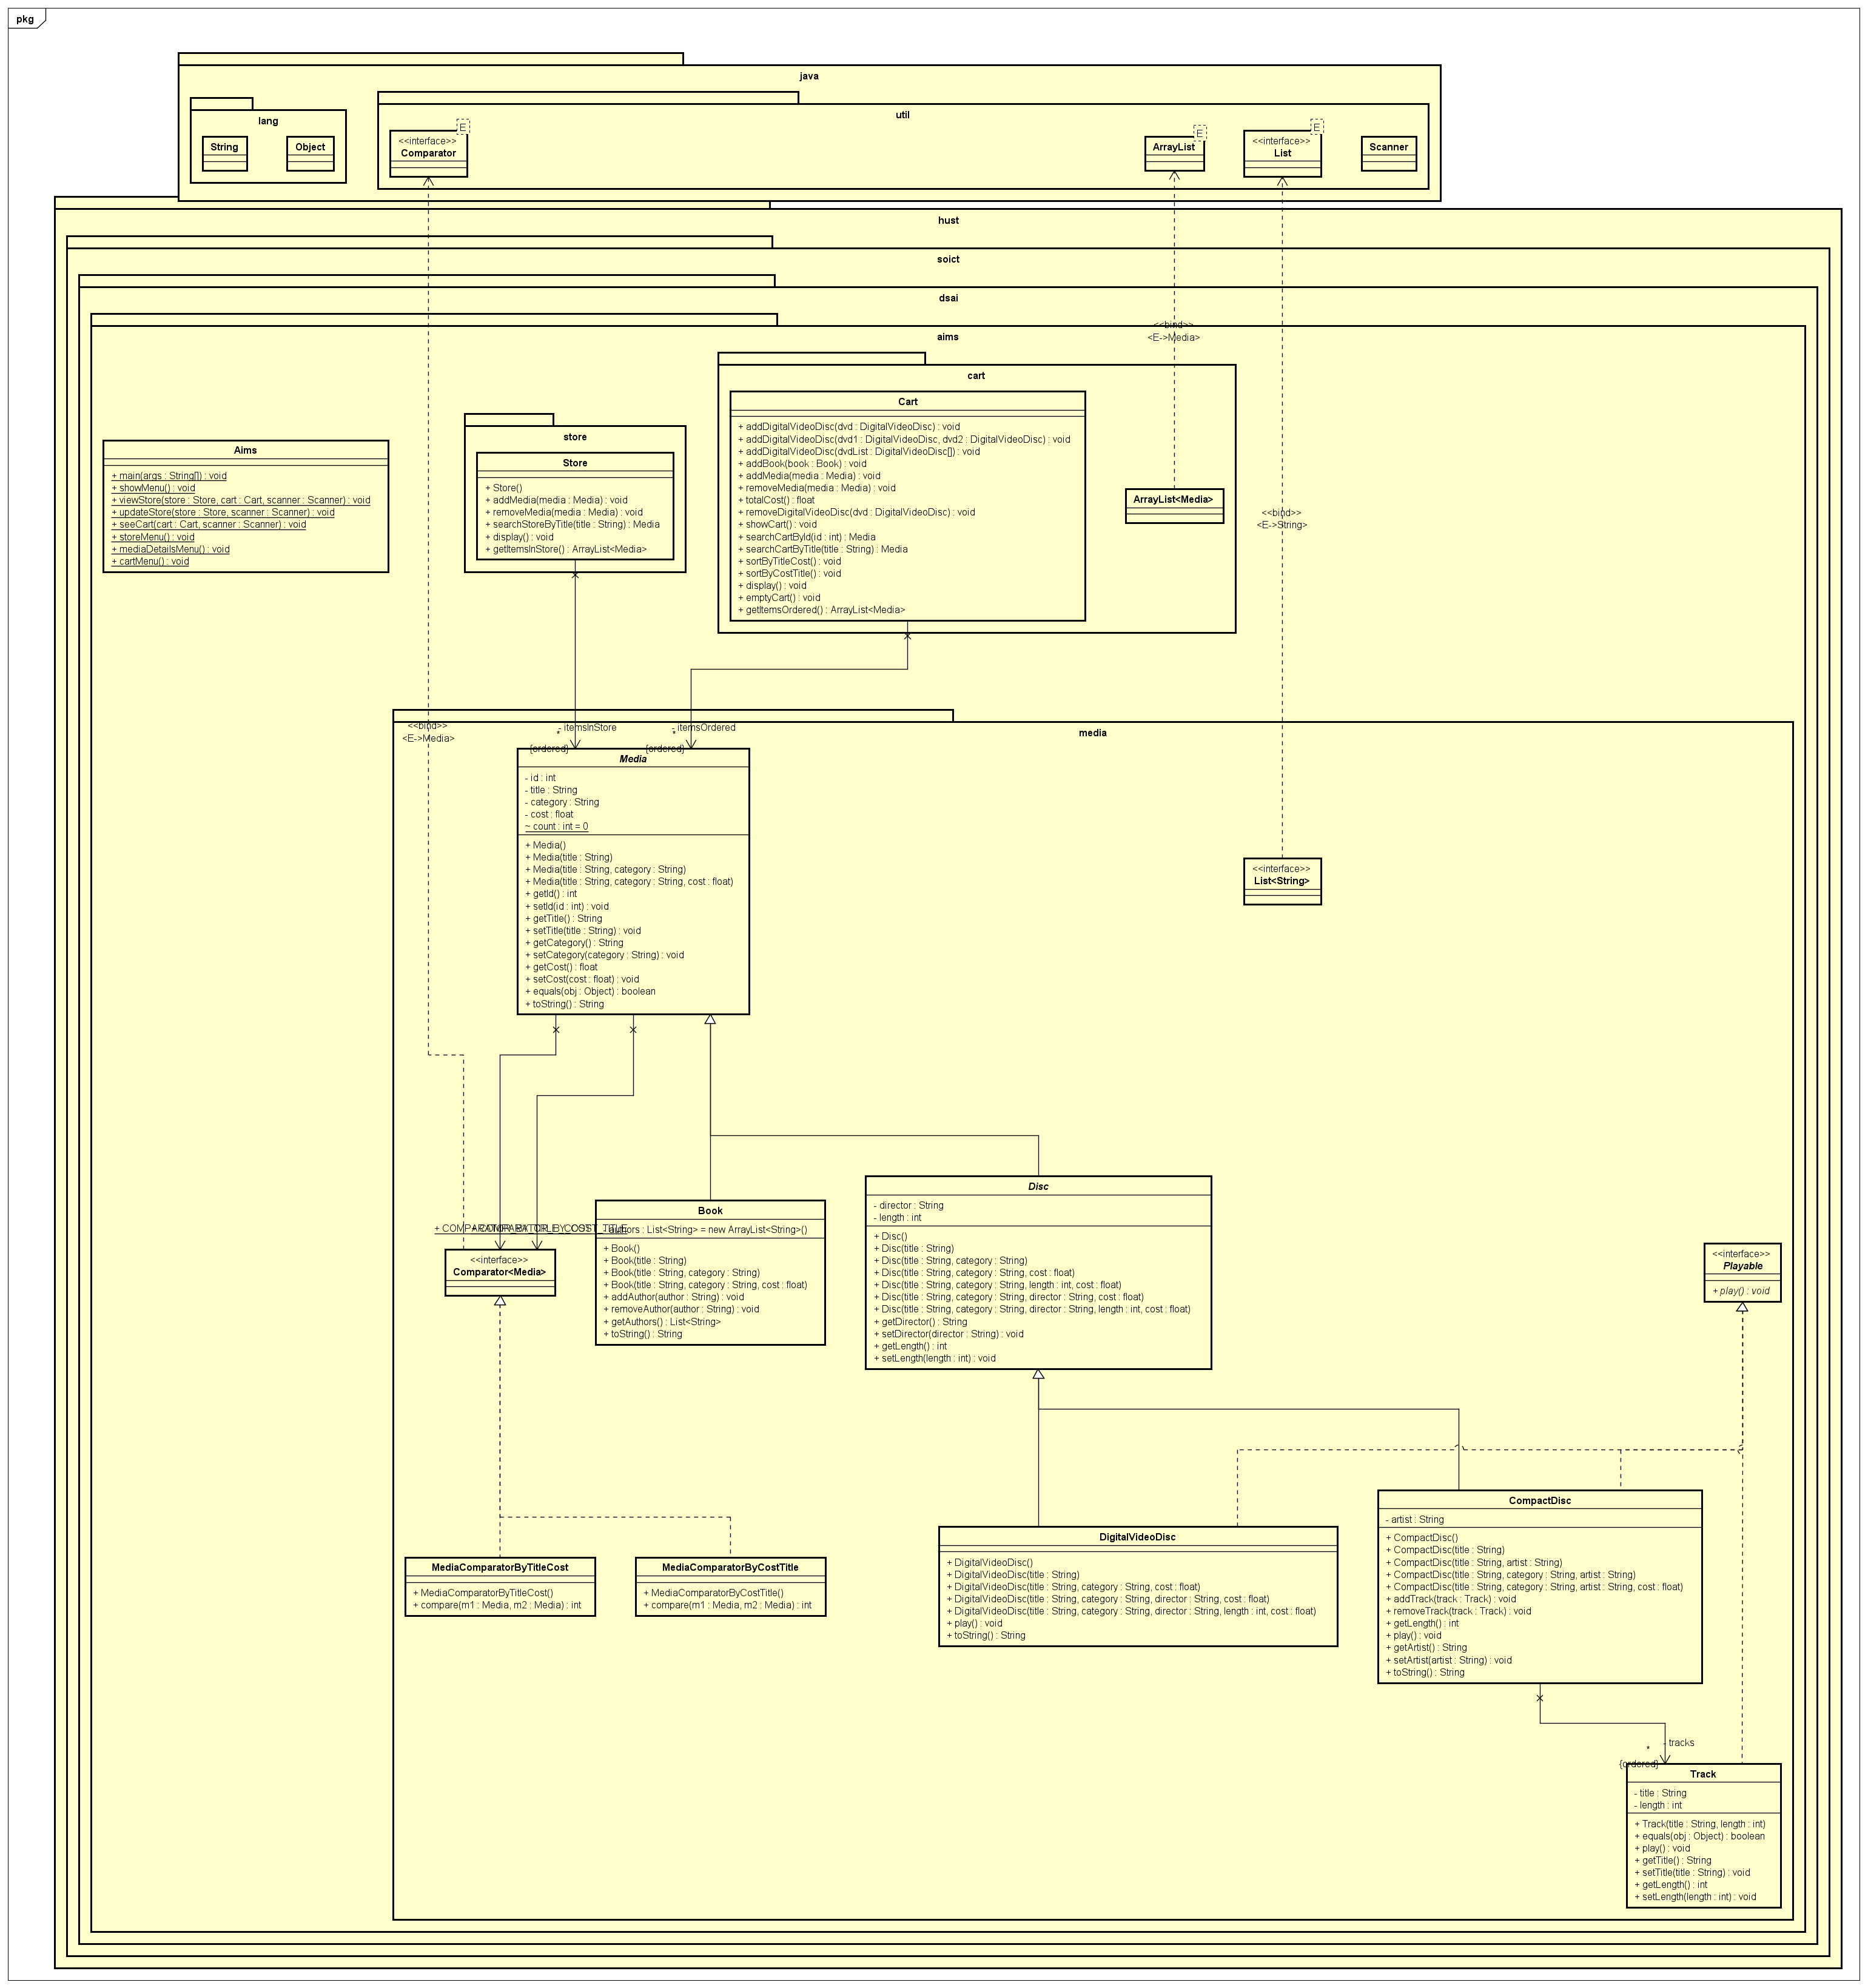 pkg
java
lang
String
Object
util
E
<<interface>>
Comparator
E
ArrayList
E
<<interface>>
List
Scanner
hust
soict
dsai
aims
<<bind>>
<E->Media>
Aims
+ main(args : String[]) : void
+ showMenu() : void
+ viewStore(store : Store, cart : Cart, scanner : Scanner) : void
+ updateStore(store : Store, scanner : Scanner) : void
+ seeCart(cart : Cart, scanner : Scanner) : void
+ storeMenu() : void
+ mediaDetailsMenu() : void
+ cartMenu() : void
store
Store
+ Store()
+ addMedia(media : Media) : void
+ removeMedia(media : Media) : void
+ searchStoreByTitle(title : String) : Media
+ display() : void
+ getItemsInStore() : ArrayList<Media>
cart
Cart
+ addDigitalVideoDisc(dvd : DigitalVideoDisc) : void
+ addDigitalVideoDisc(dvd1 : DigitalVideoDisc, dvd2 : DigitalVideoDisc) : void
+ addDigitalVideoDisc(dvdList : DigitalVideoDisc[]) : void
+ addBook(book : Book) : void
+ addMedia(media : Media) : void
+ removeMedia(media : Media) : void
+ totalCost() : float
+ removeDigitalVideoDisc(dvd : DigitalVideoDisc) : void
+ showCart() : void
+ searchCartById(id : int) : Media
+ searchCartByTitle(title : String) : Media
+ sortByTitleCost() : void
+ sortByCostTitle() : void
+ display() : void
+ emptyCart() : void
+ getItemsOrdered() : ArrayList<Media>
ArrayList<Media>
<<bind>>
<E->String>
media
<<bind>>
<E->Media>
- itemsInStore
*
{ordered}
- itemsOrdered
*
{ordered}
Media
- id : int
- title : String
- category : String
- cost : float
~ count : int = 0
+ Media()
+ Media(title : String)
+ Media(title : String, category : String)
+ Media(title : String, category : String, cost : float)
+ getId() : int
+ setId(id : int) : void
+ getTitle() : String
+ setTitle(title : String) : void
+ getCategory() : String
+ setCategory(category : String) : void
+ getCost() : float
+ setCost(cost : float) : void
+ equals(obj : Object) : boolean
+ toString() : String
<<interface>>
List<String>
<<interface>>
Comparator<Media>
Book
authors : List<String> = new ArrayList<String>()
+ Book()
+ Book(title : String)
+ Book(title : String, category : String)
+ Book(title : String, category : String, cost : float)
+ addAuthor(author : String) : void
+ removeAuthor(author : String) : void
+ getAuthors() : List<String>
+ toString() : String
Disc
- director : String
- length : int
+ Disc()
+ Disc(title : String)
+ Disc(title : String, category : String)
+ Disc(title : String, category : String, cost : float)
+ Disc(title : String, category : String, length : int, cost : float)
+ Disc(title : String, category : String, director : String, cost : float)
+ Disc(title : String, category : String, director : String, length : int, cost : float)
+ getDirector() : String
+ setDirector(director : String) : void
+ getLength() : int
+ setLength(length : int) : void
<<interface>>
Playable
+ play() : void
MediaComparatorByTitleCost
+ MediaComparatorByTitleCost()
+ compare(m1 : Media, m2 : Media) : int
MediaComparatorByCostTitle
+ MediaComparatorByCostTitle()
+ compare(m1 : Media, m2 : Media) : int
DigitalVideoDisc
+ DigitalVideoDisc()
+ DigitalVideoDisc(title : String)
+ DigitalVideoDisc(title : String, category : String, cost : float)
+ DigitalVideoDisc(title : String, category : String, director : String, cost : float)
+ DigitalVideoDisc(title : String, category : String, director : String, length : int, cost : float)
+ play() : void
+ toString() : String
CompactDisc
- artist : String
+ CompactDisc()
+ CompactDisc(title : String)
+ CompactDisc(title : String, artist : String)
+ CompactDisc(title : String, category : String, artist : String)
+ CompactDisc(title : String, category : String, artist : String, cost : float)
+ addTrack(track : Track) : void
+ removeTrack(track : Track) : void
+ getLength() : int
+ play() : void
+ getArtist() : String
+ setArtist(artist : String) : void
+ toString() : String
- tracks
*
{ordered}
Track
- title : String
- length : int
+ Track(title : String, length : int)
+ equals(obj : Object) : boolean
+ play() : void
+ getTitle() : String
+ setTitle(title : String) : void
+ getLength() : int
+ setLength(length : int) : void